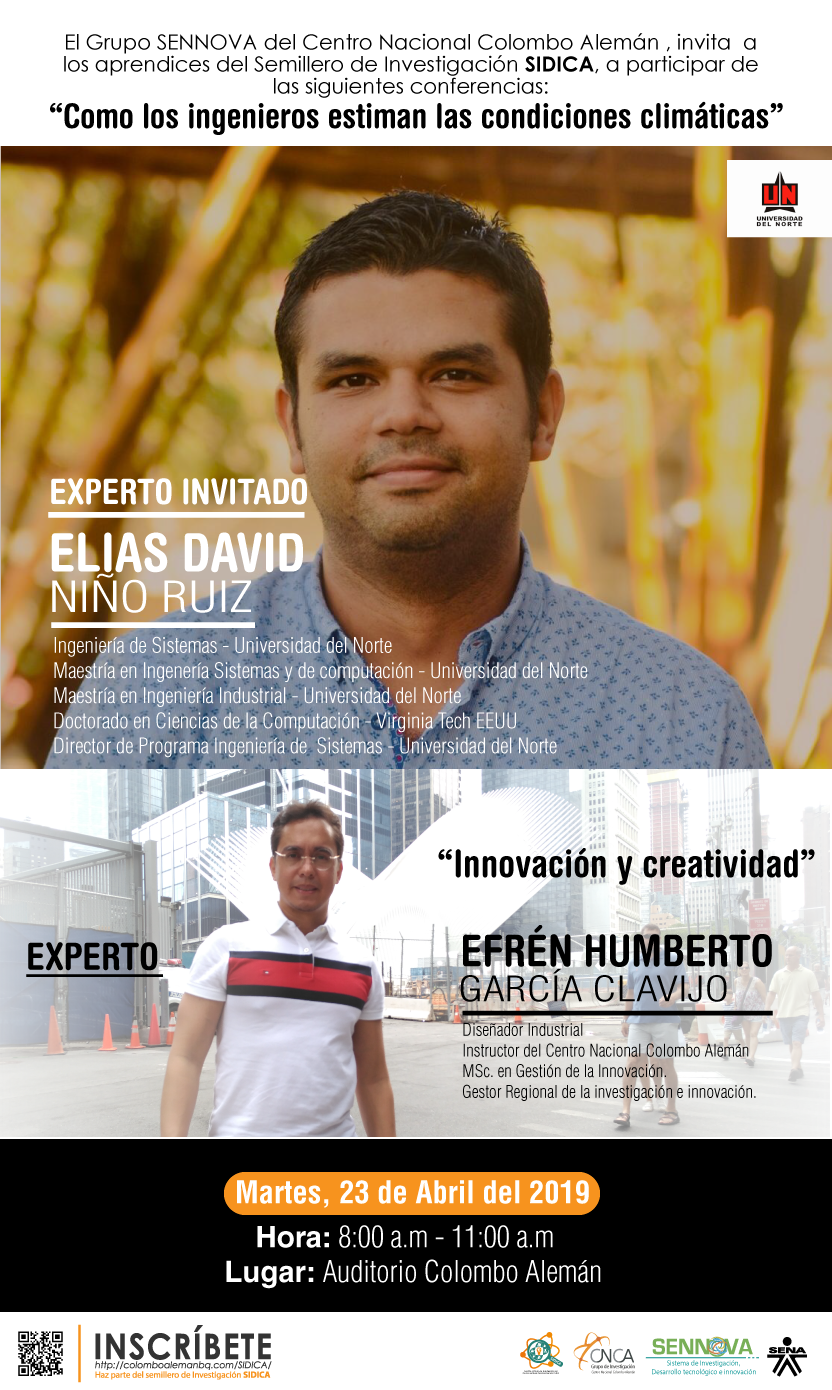 El Grupo SENNOVA del Centro Nacional Colombo Alemán , invita a
los aprendices del Semillero de Investigación SIDICA, a participar de
las siguientes conferencias:
“Como los ingenieros estiman las condiciones climáticas”
UN
UNIVERSIDAD
DEL NORTE
EXPERTO INVITADO
ELIAS DAVID
NIÑO RUIZ
Ingeniería de Sistemas - Universidad del Norte
Maestría en Ingenería Sistemas y de computación - Universidad del Norte
Maestría en Ingeniería Industrial - Universidad del Norte
Doctorado en Ciencias de la Computación - Virginia Tech EEUU
Director de Programa Ingeniería de Sistemas - Universidad del Norte
“Innovación y creatividad”
EXPERTO
EFRÉN HUMBERTO
GARCÍA CLAVIJO
Diseñador Industrial
Instructor del Centro Nacional Colombo Alemán
MSc. en Gestión de la Innovación.
Gestor Regional de la investigación e innovación.
Martes, 23 de Abril del 2019
Hora: 8:00 a.m - 11:00 a.m
Lugar: Auditorio Colombo Alemán
INSCRÍBETE
http://colomboalemanbq.com/SIDICA/
Haz parte del semillero de Investigación SIDICA
CNCA
Grupo de Investigación
Centro Nacional Colombo Alemán
SENNOVA
Sistema de Investigación,
Desarrollo tecnológico e innovación
SENA